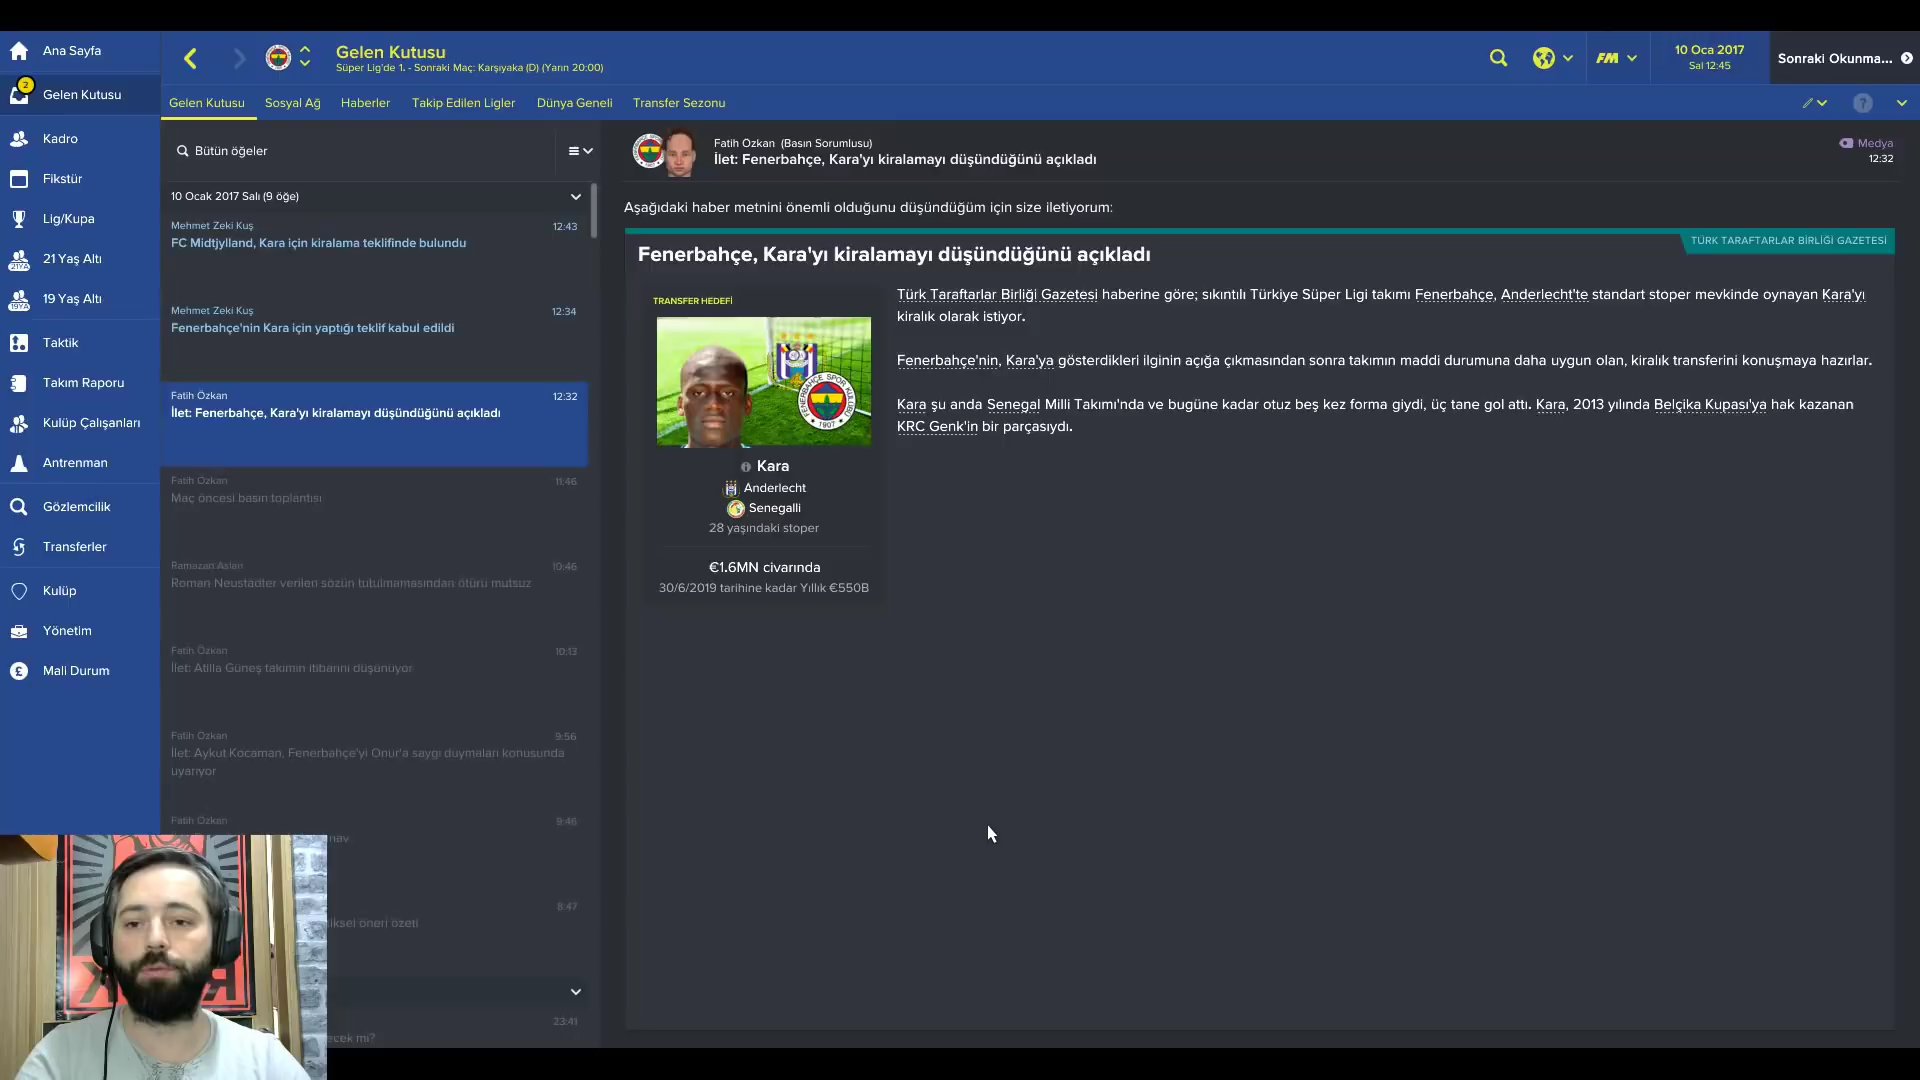 Ana Sayfa
2
Gelen Kutusu
Kadro
Fikstür
Lig/Kupa
21 Yaş Altı
19 Yaş Altı
Taktik
Takım Raporu
Kulüp Çalışanları
Antrenman
Gözlemcilik
Transferler
Kulüp
Yönetim
Mali Durum
Gelen Kutusu
Süper Lig'de 1. - Sonraki Maç: Karşıyaka (D) (Yarın 20:00)
FM
10 Oca 2017
Sal 12:45
Sonraki Okunma...
Gelen Kutusu Sosyal Ağ Haberler Takip Edilen Ligler Dünya Geneli Transfer Sezonu
?
Bütün öğeler
10 Ocak 2017 Salı (9 öğe)
Mehmet Zeki Kuş 12:43
FC Midtjylland, Kara için kiralama teklifinde bulundu
Mehmet Zeki Kuş 12:34
Fenerbahçe'nin Kara için yaptığı teklif kabul edildi
Fatih Özkan 12:32
İlet: Fenerbahçe, Kara'yı kiralamayı düşündüğünü açıkladı
Fatih Özkan 11:46
Maç öncesi basın toplantısı
Ramazan Aslan 10:46
Roman Neustädter verilen sözün tutulmamasından ötürü mutsuz
Fatih Özkan 10:13
İlet: Atilla Güneş takımın itibarını düşünüyor
Fatih Özkan 9:56
İlet: Aykut Kocaman, Fenerbahçe'yi Onur'a saygı duymaları konusunda
uyarıyor
Fatih Özkan 9:46
8:47
öneri özeti
23:41
mi?
Fatih Özkan (Basın Sorumlusu)
İlet: Fenerbahçe, Kara'yı kiralamayı düşündüğünü açıkladı
Medya
12:32
Aşağıdaki haber metnini önemli olduğunu düşündüğüm için size iletiyorum:
TÜRK TARAFTARLAR BİRLİĞİ GAZETESİ
Fenerbahçe, Kara'yı kiralamayı düşündüğünü açıkladı
TRANSFER HEDEFİ
Kara
Anderlecht
Senegalli
28 yaşındaki stoper
€1.6MN civarında
30/6/2019 tarihine kadar Yıllık €550B
Türk Taraftarlar Birliği Gazetesi haberine göre; sıkıntılı Türkiye Süper Ligi takımı Fenerbahçe, Anderlecht'te standart stoper mevkinde oynayan Kara'yı
kiralık olarak istiyor.
Fenerbahçe'nin, Kara'ya gösterdikleri ilginin açığa çıkmasından sonra takımın maddi durumuna daha uygun olan, kiralık transferini konuşmaya hazırlar.
Kara şu anda Senegal Milli Takımı'nda ve bugüne kadar otuz beş kez forma giydi, üç tane gol attı. Kara, 2013 yılında Belçika Kupası'ya hak kazanan
KRC Genk'in bir parçasıydı.